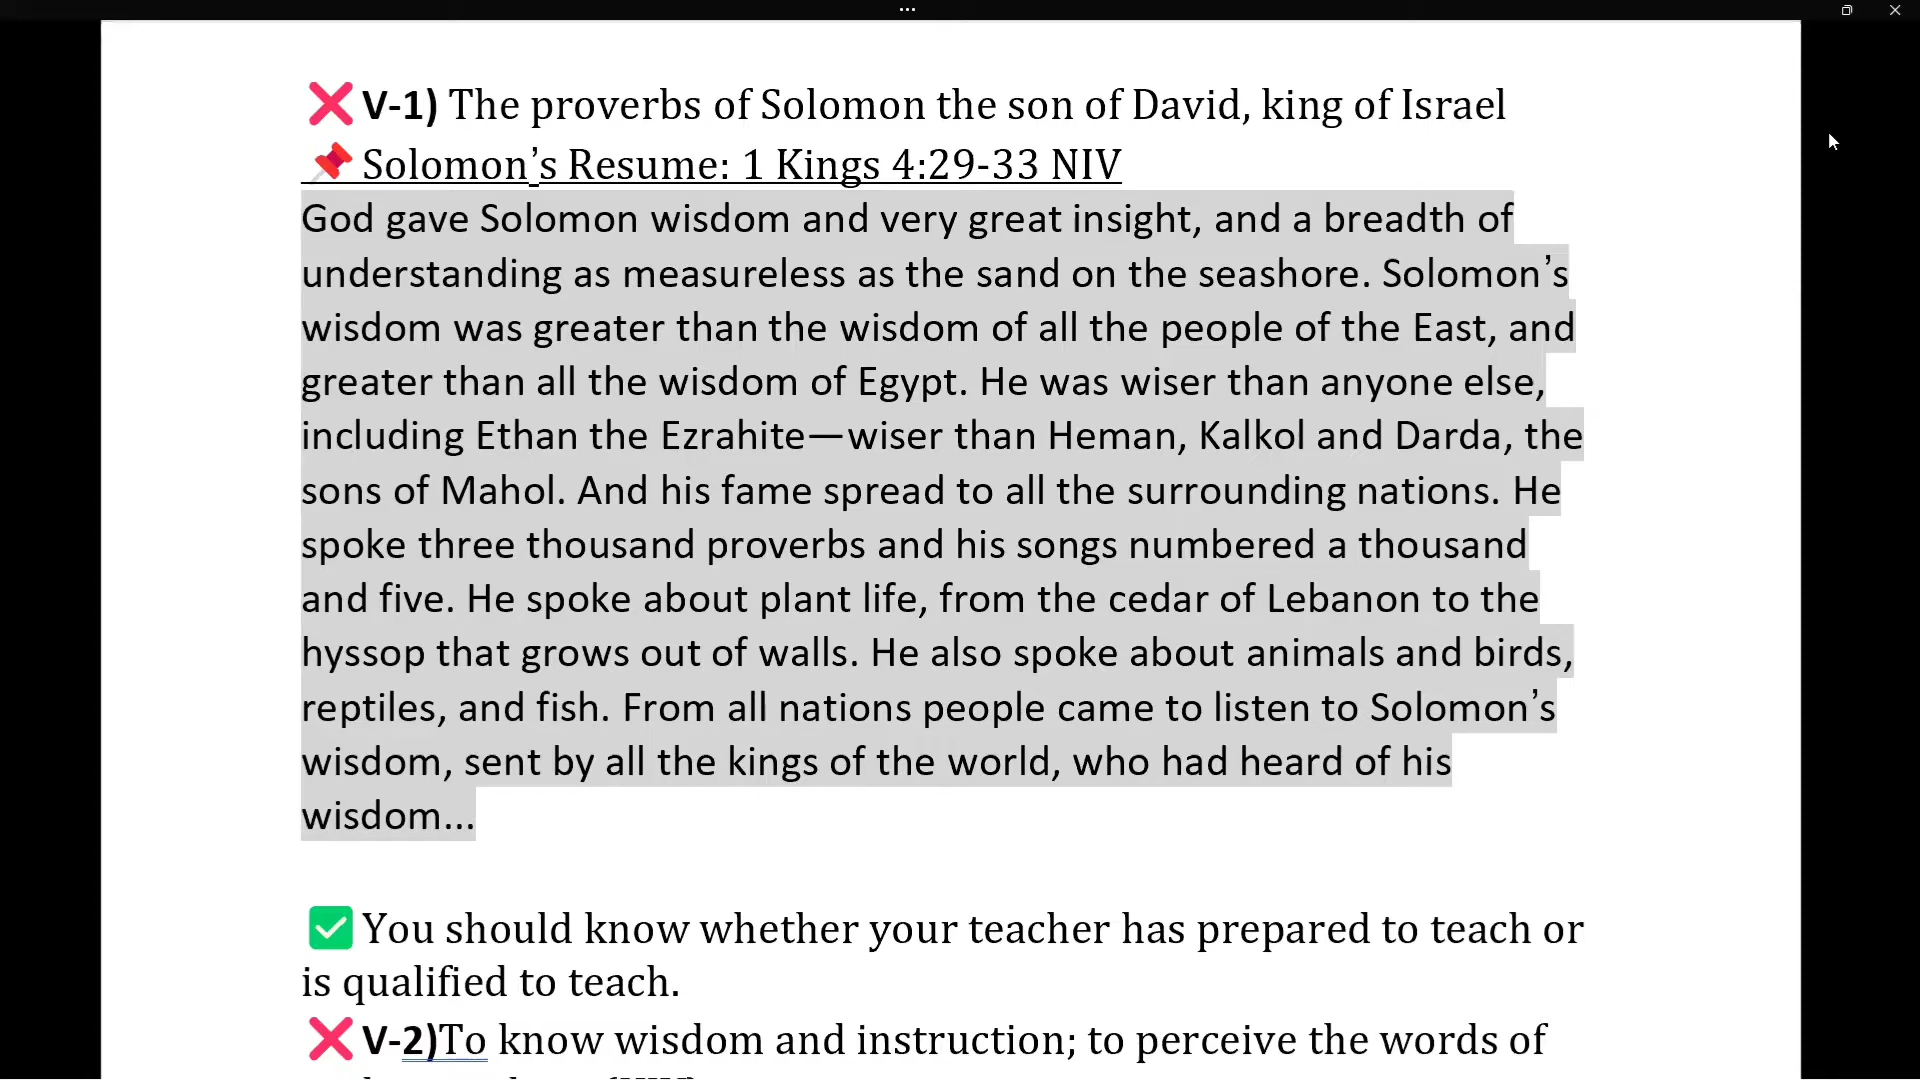 ❌V-1) The proverbs of Solomon the son of David, king of Israel
📌Solomon’s Resume: 1 Kings 4:29-33 NIV
God gave Solomon wisdom and very great insight, and a breadth of
understanding as measureless as the sand on the seashore. Solomon’s
wisdom was greater than the wisdom of all the people of the East, and
greater than all the wisdom of Egypt. He was wiser than anyone else,
including Ethan the Ezrahite—wiser than Heman, Kalkol and Darda, the
sons of Mahol. And his fame spread to all the surrounding nations. He
spoke three thousand proverbs and his songs numbered a thousand
and five. He spoke about plant life, from the cedar of Lebanon to the
hyssop that grows out of walls. He also spoke about animals and birds,
reptiles, and fish. From all nations people came to listen to Solomon’s
wisdom, sent by all the kings of the world, who had heard of his
wisdom...
✅You should know whether your teacher has prepared to teach or
is qualified to teach.
❌V-2)To know wisdom and instruction; to perceive the words of